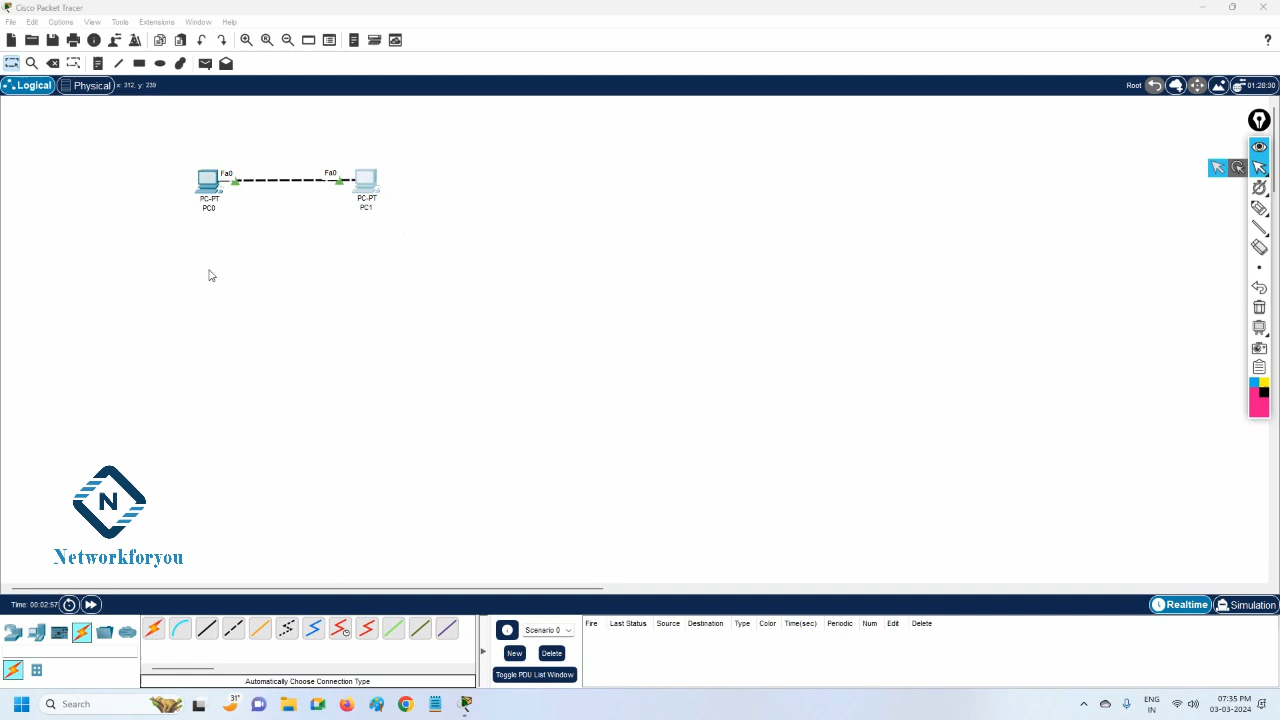 Cisco Packet Tracer
File Edit Options View Tools Extensions Window Help
Logical Physical x: 312, y: 239 Root 01:28:30
Fa0 Fa0
PC-PT PC-PT
PC0 PC1
N
Networkforyou
Time: 00:02:57 Realtime Simulation
Scenario 0 Fire Last Status Source Destination Type Color Time(sec) Periodic Num Edit Delete
New Delete
Toggle PDU List Window
Automatically Choose Connection Type
Search 31° ENG 07:35 PM
IN 03-03-2024